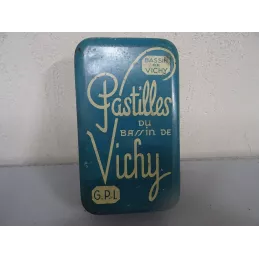 BASSIN
DE
VICHY
Pastilles
DU
BASSIN DE
Vichy
G.P.L